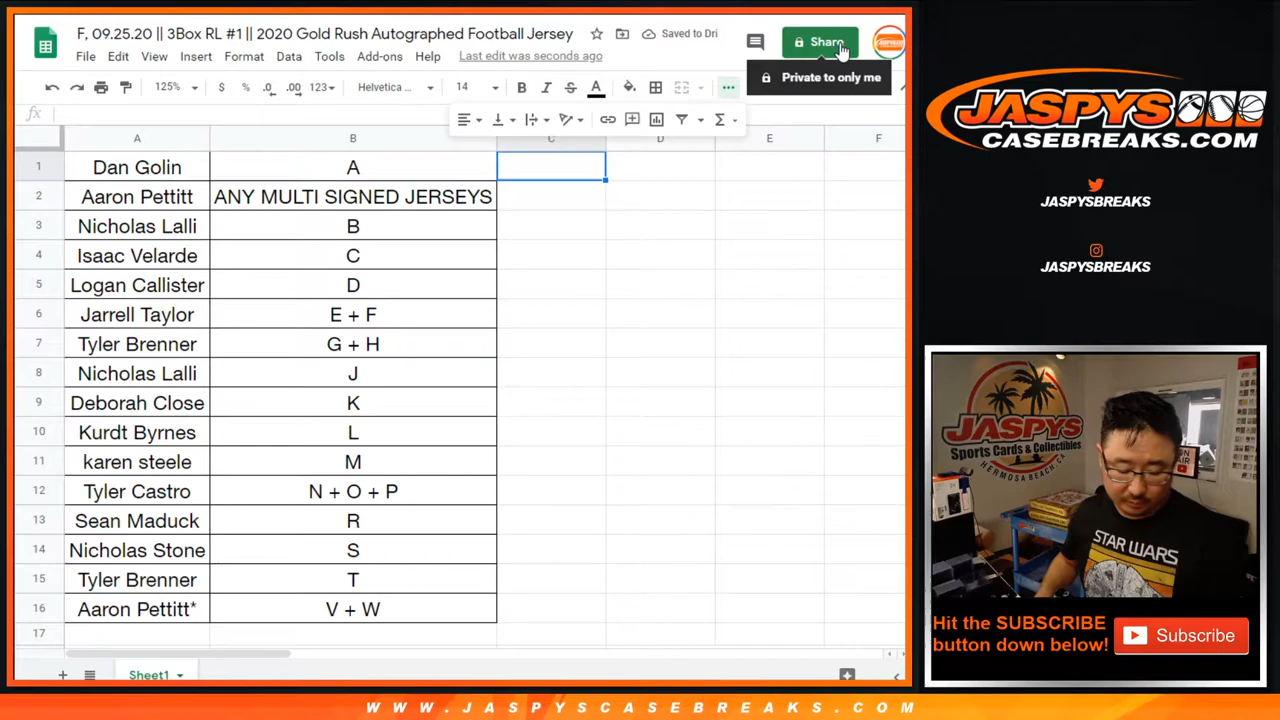 F, 09.25.20 || 3Box RL #1 || 2020 Gold Rush Autographed Football Jersey
Saved to Dri
Share
File Edit View Insert Format Data Tools Add-ons Help Last edit was seconds ago
Private to only me
125% $ % .0 .00 123 Helvetica ... 14 B I S A
fx
A B C D E F
1 Dan Golin A
2 Aaron Pettitt ANY MULTI SIGNED JERSEYS
3 Nicholas Lalli B
4 Isaac Velarde C
5 Logan Callister D
6 Jarrell Taylor E + F
7 Tyler Brenner G + H
8 Nicholas Lalli J
9 Deborah Close K
10 Kurdt Byrnes L
11 karen steele M
12 Tyler Castro N + O + P
13 Sean Maduck R
14 Nicholas Stone S
15 Tyler Brenner T
16 Aaron Pettitt* V + W
17
Sheet1
JASPYS
CASEBREAKS.COM
JASPYSBREAKS
JASPYSBREAKS
JASPYS
Sports Cards & Collectibles
HERMOSA BEACH, CA
ON AIR
STAR WARS
Hit the SUBSCRIBE
button down below!
Subscribe
WWW.JASPYSCASEBREAKS.COM